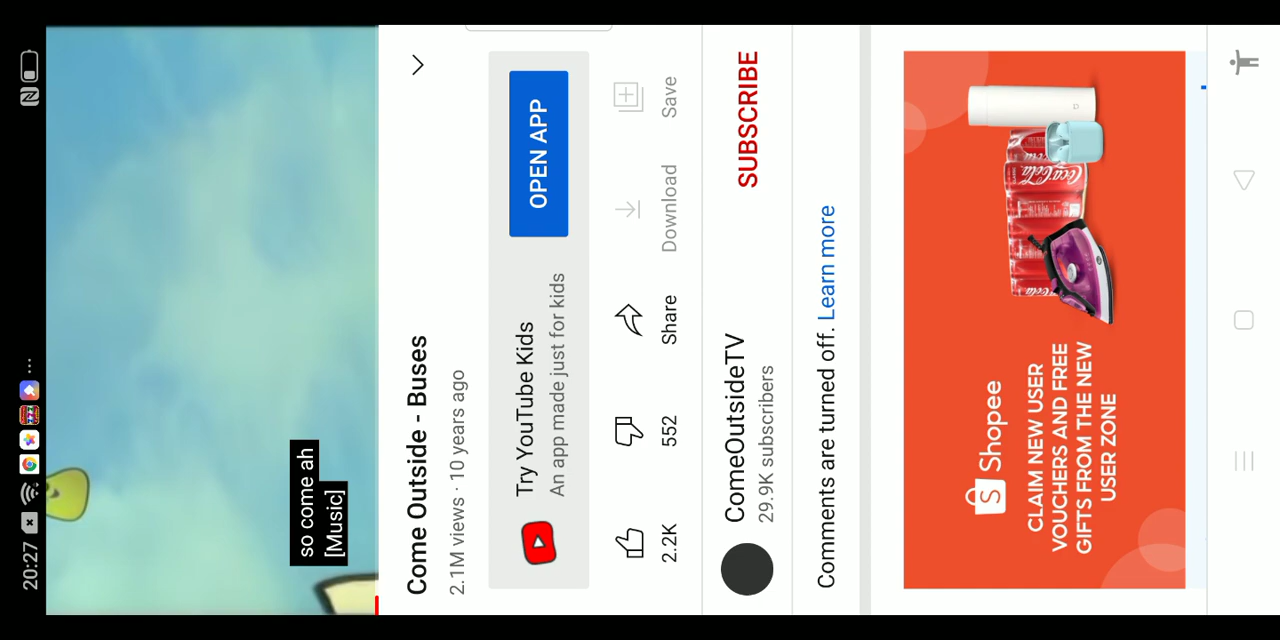 20:27
so come ah
[Music]
Come Outside - Buses
2.1M views · 10 years ago
Try YouTube Kids
An app made just for kids
OPEN APP
2.2K
552
Share
Download
Save
ComeOutsideTV
29.9K subscribers
SUBSCRIBE
Comments are turned off. Learn more
Shopee
CLAIM NEW USER
VOUCHERS AND FREE
GIFTS FROM THE NEW
USER ZONE
Coca-Cola